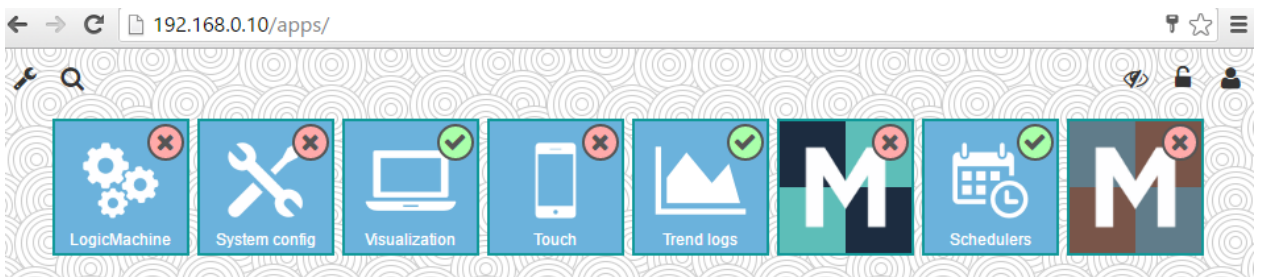 192.168.0.10/apps/
LogicMachine
System config
Visualization
Touch
Trend logs
M
Schedulers
M